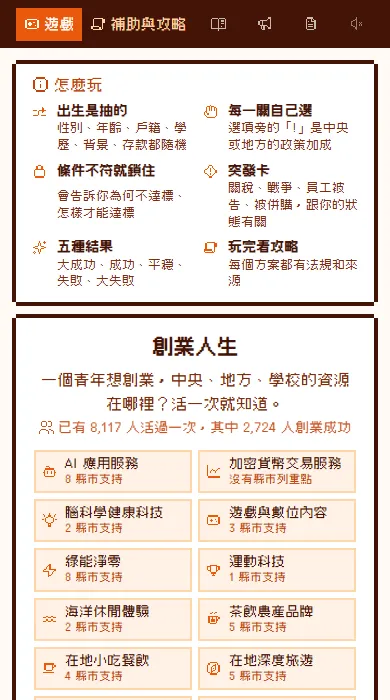 遊戲 補助與攻略
怎麼玩
出生是抽的
性別、年齡、戶籍、學
歷、背景、存款都隨機
每一關自己選
選項旁的「!」是中央
或地方的政策加成
條件不符就鎖住
會告訴你為何不達標、
怎樣才能達標
突發卡
關稅、戰爭、員工被
告、被併購，跟你的狀
態有關
五種結果
大成功、成功、平穩、
失敗、大失敗
玩完看攻略
每個方案都有法規和來
源
創業人生
一個青年想創業，中央、地方、學校的資源
在哪裡？活一次就知道。
已有 8,117 人活過一次，其中 2,724 人創業成功
AI 應用服務
8 縣市支持
加密貨幣交易服務
沒有縣市列重點
腦科學健康科技
2 縣市支持
遊戲與數位內容
3 縣市支持
綠能淨零
8 縣市支持
運動科技
1 縣市支持
海洋休閒體驗
2 縣市支持
茶飲農產品牌
5 縣市支持
在地小吃餐飲
4 縣市支持
在地深度旅遊
5 縣市支持